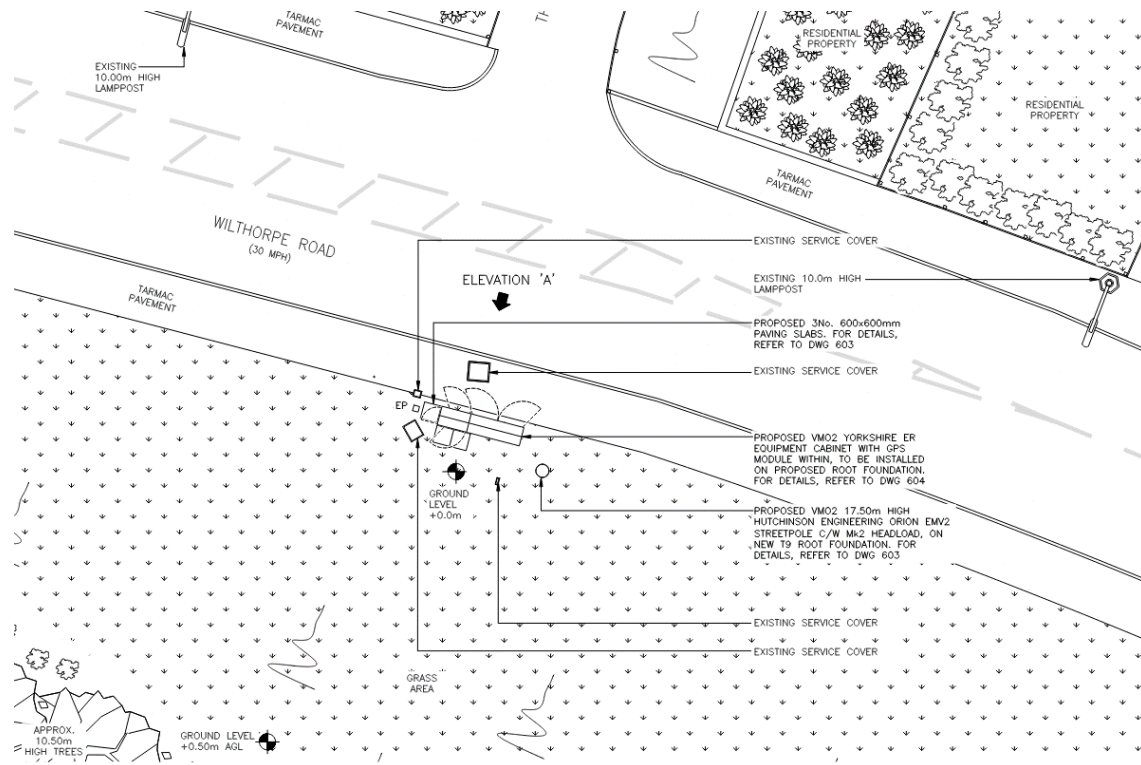 TARMAC
PAVEMENT
EXISTING
10.00m HIGH
LAMPPOST
RESIDENTIAL
PROPERTY
RESIDENTIAL
PROPERTY
TARMAC
PAVEMENT
WILTHORPE ROAD
(30 MPH)
EXISTING SERVICE COVER
ELEVATION 'A'
EXISTING 10.0m HIGH
LAMPPOST
TARMAC
PAVEMENT
PROPOSED 3No. 600x600mm
PAVING SLABS. FOR DETAILS,
REFER TO DWG 603
EXISTING SERVICE COVER
EP
PROPOSED VMO2 YORKSHIRE ER
EQUIPMENT CABINET WITH GPS
MODULE WITHIN, TO BE INSTALLED
ON PROPOSED ROOT FOUNDATION.
FOR DETAILS, REFER TO DWG 604
GROUND
LEVEL
+0.0m
PROPOSED VMO2 17.50m HIGH
HUTCHINSON ENGINEERING ORION EMV2
STREETPOLE C/W Mk2 HEADLOAD, ON
NEW T9 ROOT FOUNDATION. FOR
DETAILS, REFER TO DWG 603
EXISTING SERVICE COVER
EXISTING SERVICE COVER
GRASS
AREA
APPROX.
10.50m
HIGH TREES
GROUND LEVEL
+0.50m AGL